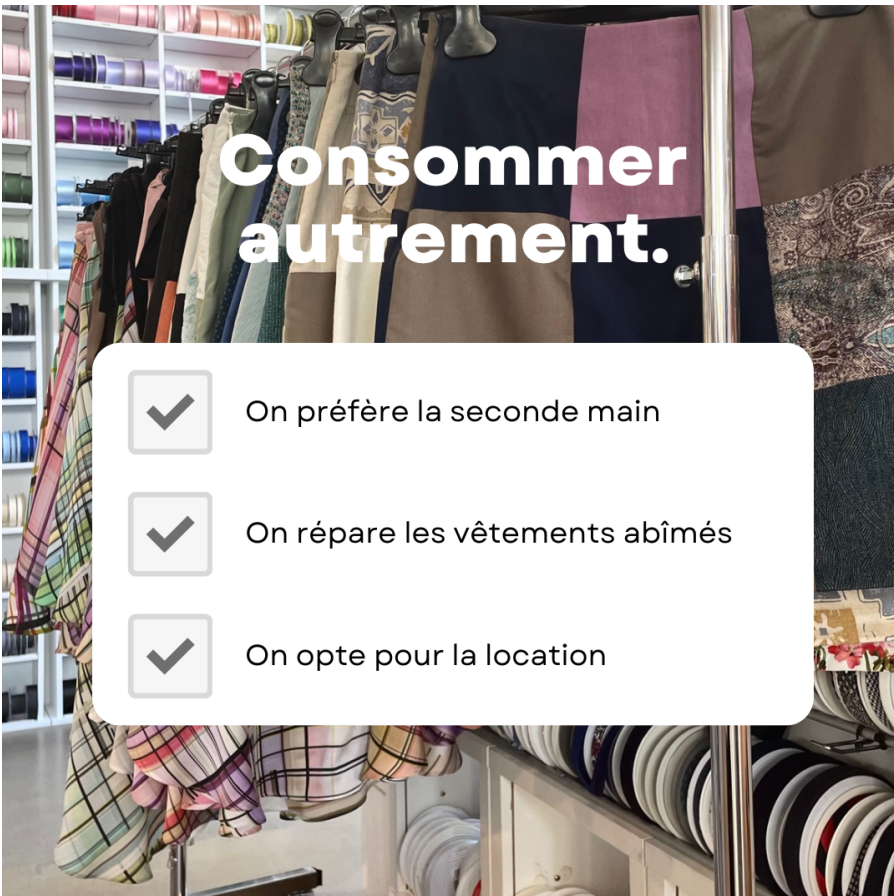 Consommer
autrement.
On préfère la seconde main
On répare les vêtements abîmés
On opte pour la location